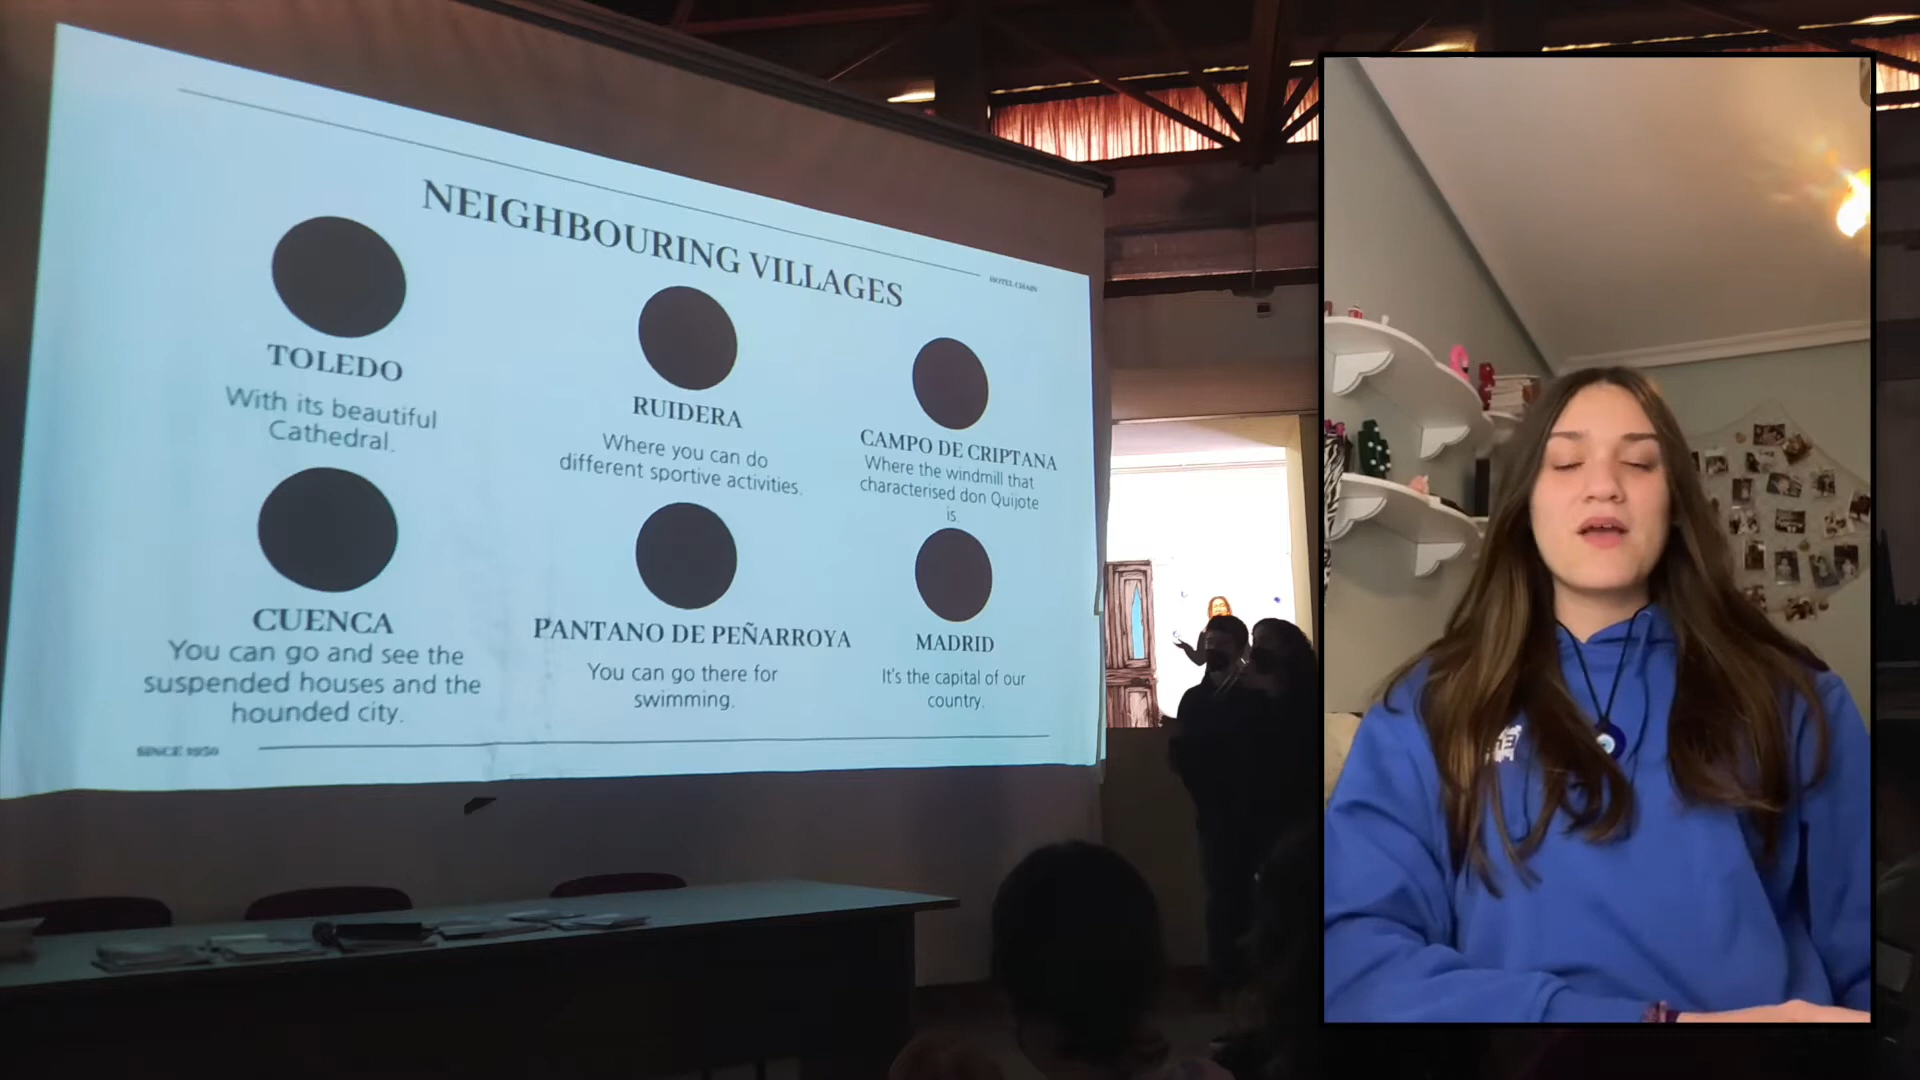 HOTEL CHAIN
NEIGHBOURING VILLAGES
TOLEDO
With its beautiful
Cathedral.
RUIDERA
Where you can do
different sportive activities.
CAMPO DE CRIPTANA
Where the windmill that
characterised don Quijote
is.
CUENCA
You can go and see the
suspended houses and the
hounded city.
PANTANO DE PEÑARROYA
You can go there for
swimming.
MADRID
It's the capital of our
country.
SINCE 1950